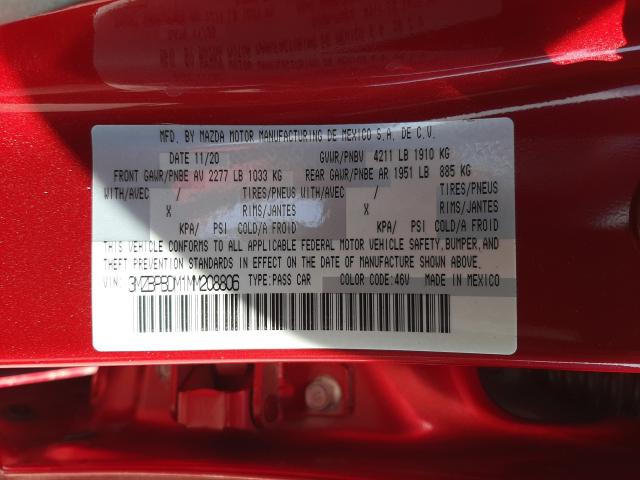 MFD. BY MAZDA MOTOR MANUFACTURING DE MEXICO S.A. DE C.V.
DATE 11/20 GVWR/PNBV 4211 LB 1910 KG
FRONT GAWR/PNBE AV 2277 LB 1033 KG REAR GAWR/PNBE AR 1951 LB 885 KG
WITH/AVEC / TIRES/PNEUS WITH/AVEC / TIRES/PNEUS
X RIMS/JANTES X RIMS/JANTES
KPA/ PSI COLD/A FROID KPA/ PSI COLD/A FROID
THIS VEHICLE CONFORMS TO ALL APPLICABLE FEDERAL MOTOR VEHICLE SAFETY, BUMPER, AND
THEFT PREVENTION STANDARDS IN EFFECT ON THE DATE OF MANUFACTURE SHOWN ABOVE.
VIN: 3MZBPBDM1MM208806 TYPE:PASS CAR COLOR CODE:46V MADE IN MEXICO